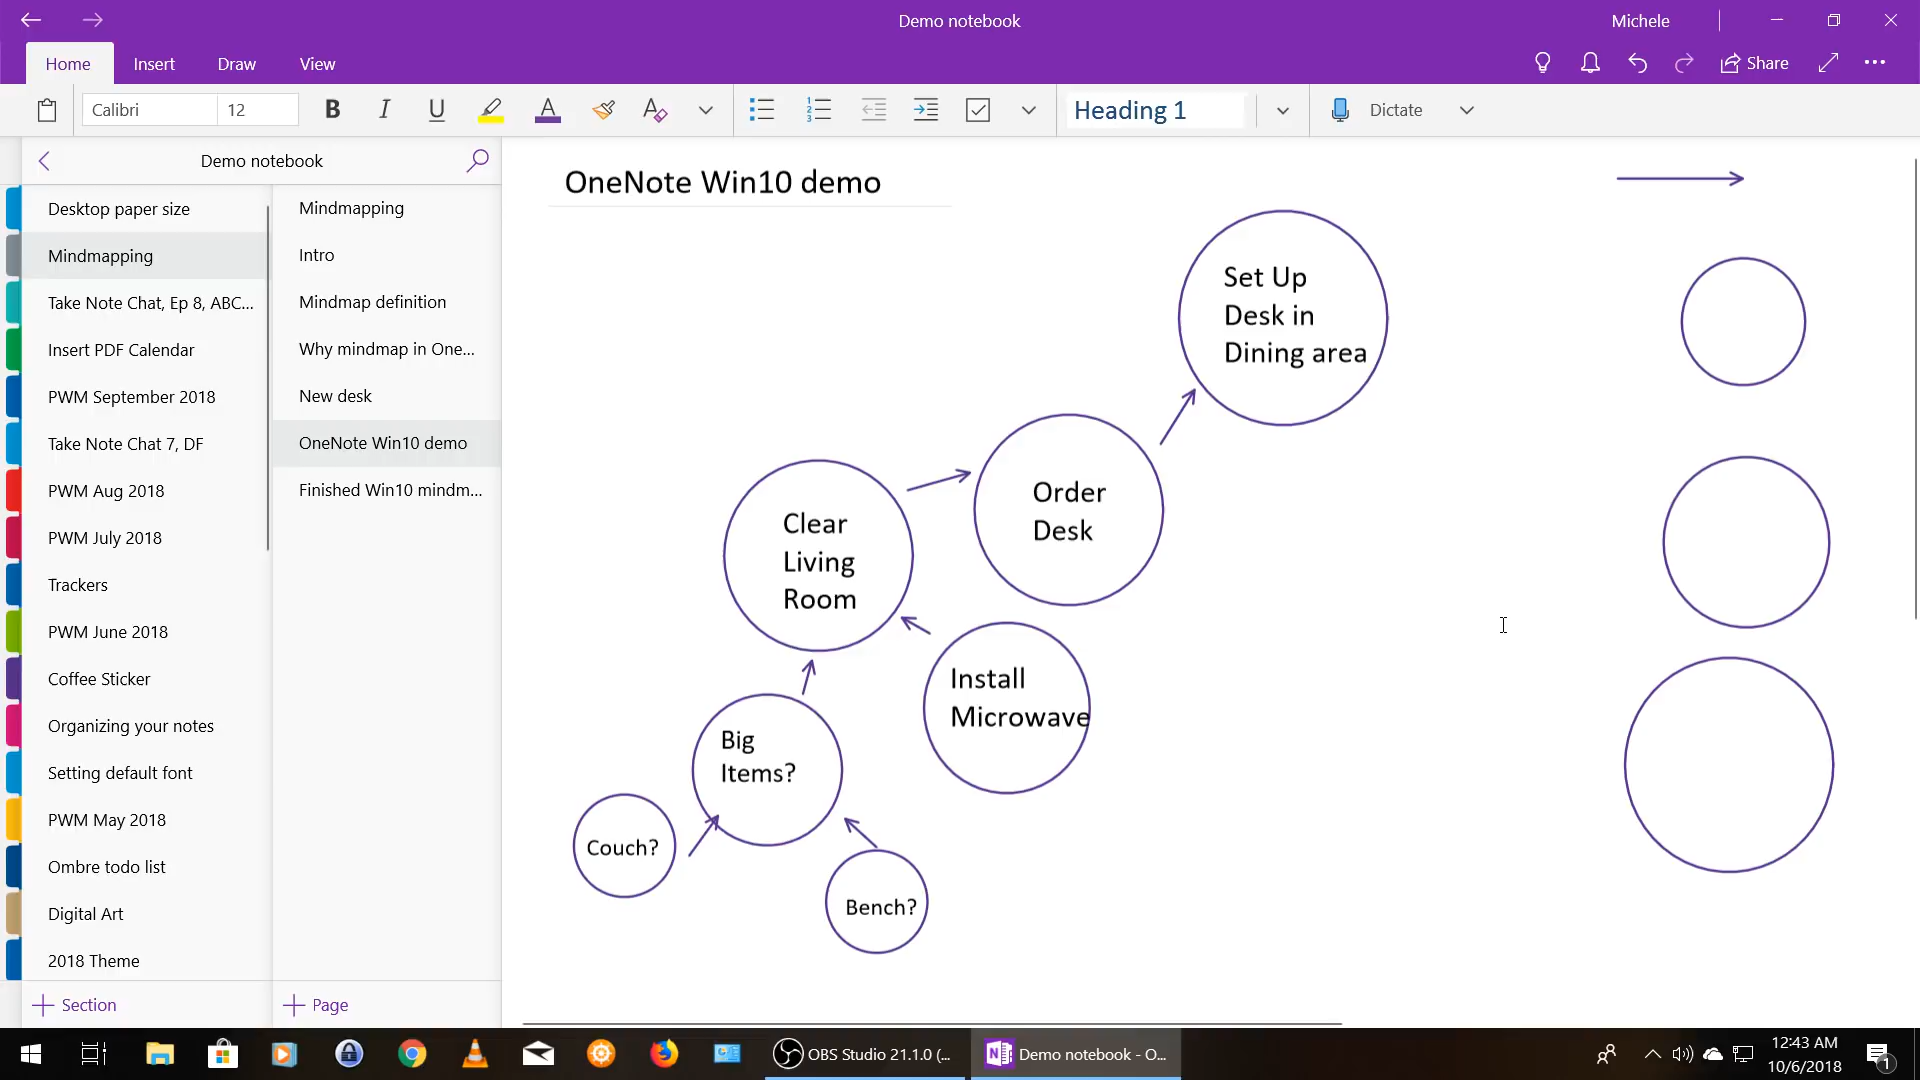 Demo notebook
Michele
Home
Insert
Draw
View
Share
Calibri
12
B
I
U
A
A
Heading 1
Dictate
Demo notebook
Desktop paper size
Mindmapping
Take Note Chat, Ep 8, ABC...
Insert PDF Calendar
PWM September 2018
Take Note Chat 7, DF
PWM Aug 2018
PWM July 2018
Trackers
PWM June 2018
Coffee Sticker
Organizing your notes
Setting default font
PWM May 2018
Ombre todo list
Digital Art
2018 Theme
Section
Mindmapping
Intro
Mindmap definition
Why mindmap in One...
New desk
OneNote Win10 demo
Finished Win10 mindm...
Page
OneNote Win10 demo
Set Up
Desk in
Dining area
Order
Desk
Clear
Living
Room
Install
Microwave
Big
Items?
Couch?
Bench?
OBS Studio 21.1.0 (...
Demo notebook - O...
12:43 AM
10/6/2018
1